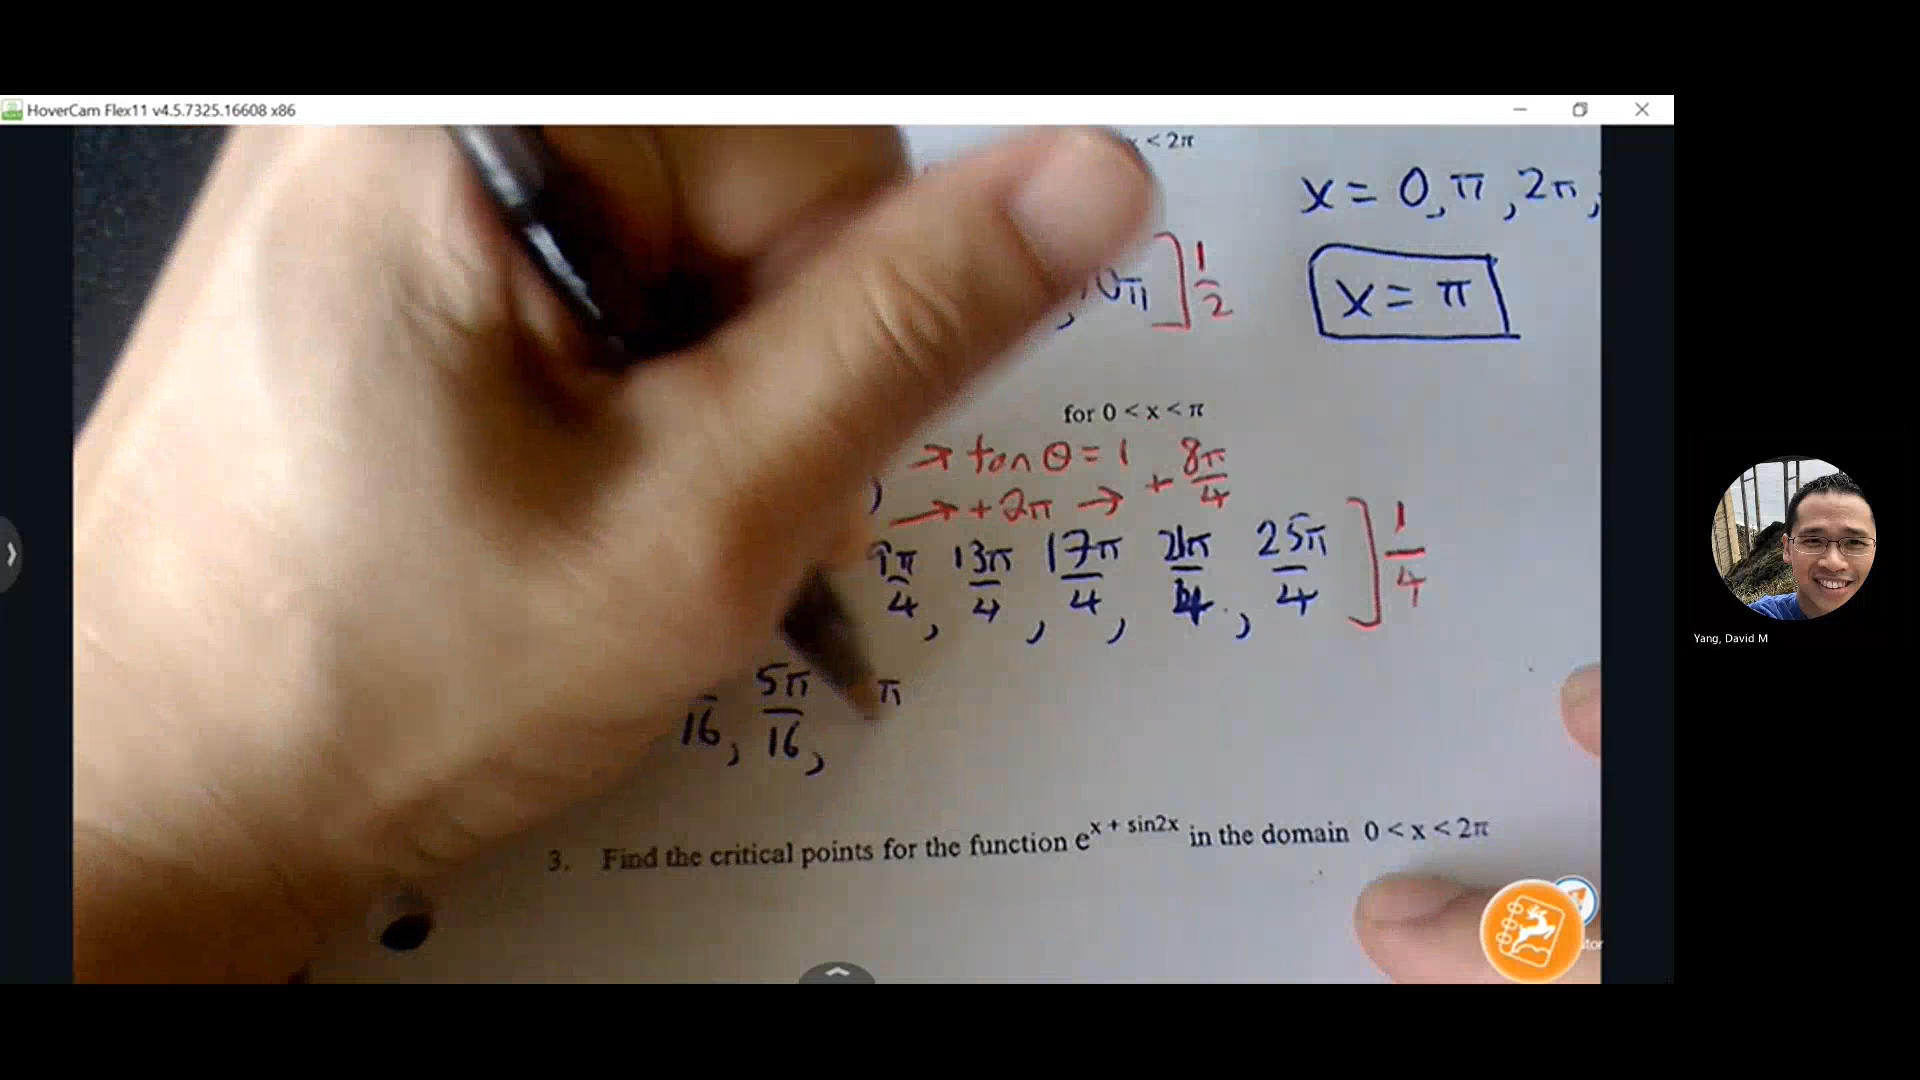 HoverCam Flex11 v4.5.7325.16608 x86
x < 2π
x = 0, π, 2π,
0π ] 1/2
x = π
for 0 < x < π
→ tan θ = 1 + 8π/4
) → + 2π →
9π/4, 13π/4, 17π/4, 21π/4, 25π/4 ] 1/4
16, 5π/16, π
3. Find the critical points for the function e^x + sin2x in the domain 0 < x < 2π
Yang, David M